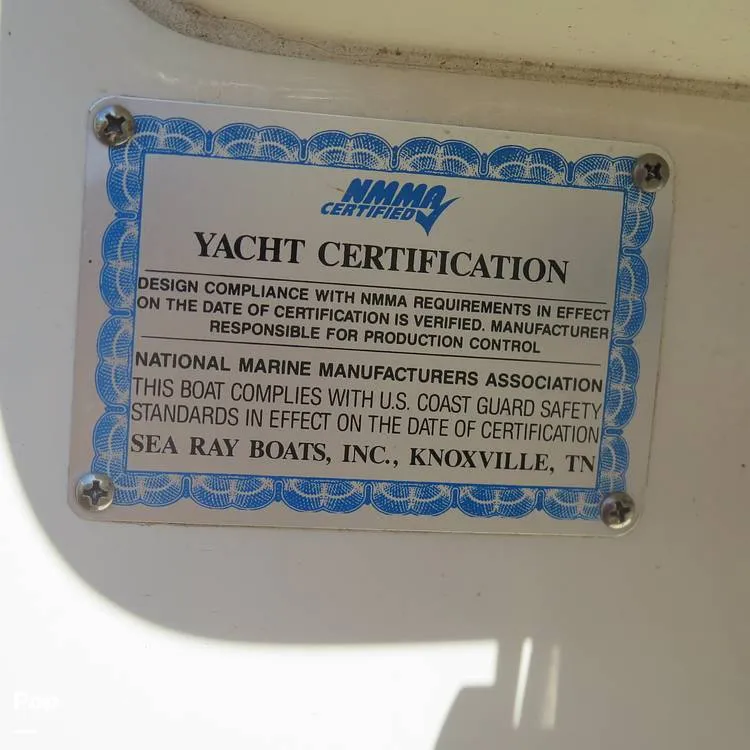 NMMA
CERTIFIED
YACHT CERTIFICATION
DESIGN COMPLIANCE WITH NMMA REQUIREMENTS IN EFFECT
ON THE DATE OF CERTIFICATION IS VERIFIED. MANUFACTURER
RESPONSIBLE FOR PRODUCTION CONTROL
NATIONAL MARINE MANUFACTURERS ASSOCIATION
THIS BOAT COMPLIES WITH U.S. COAST GUARD SAFETY
STANDARDS IN EFFECT ON THE DATE OF CERTIFICATION
SEA RAY BOATS, INC., KNOXVILLE, TN